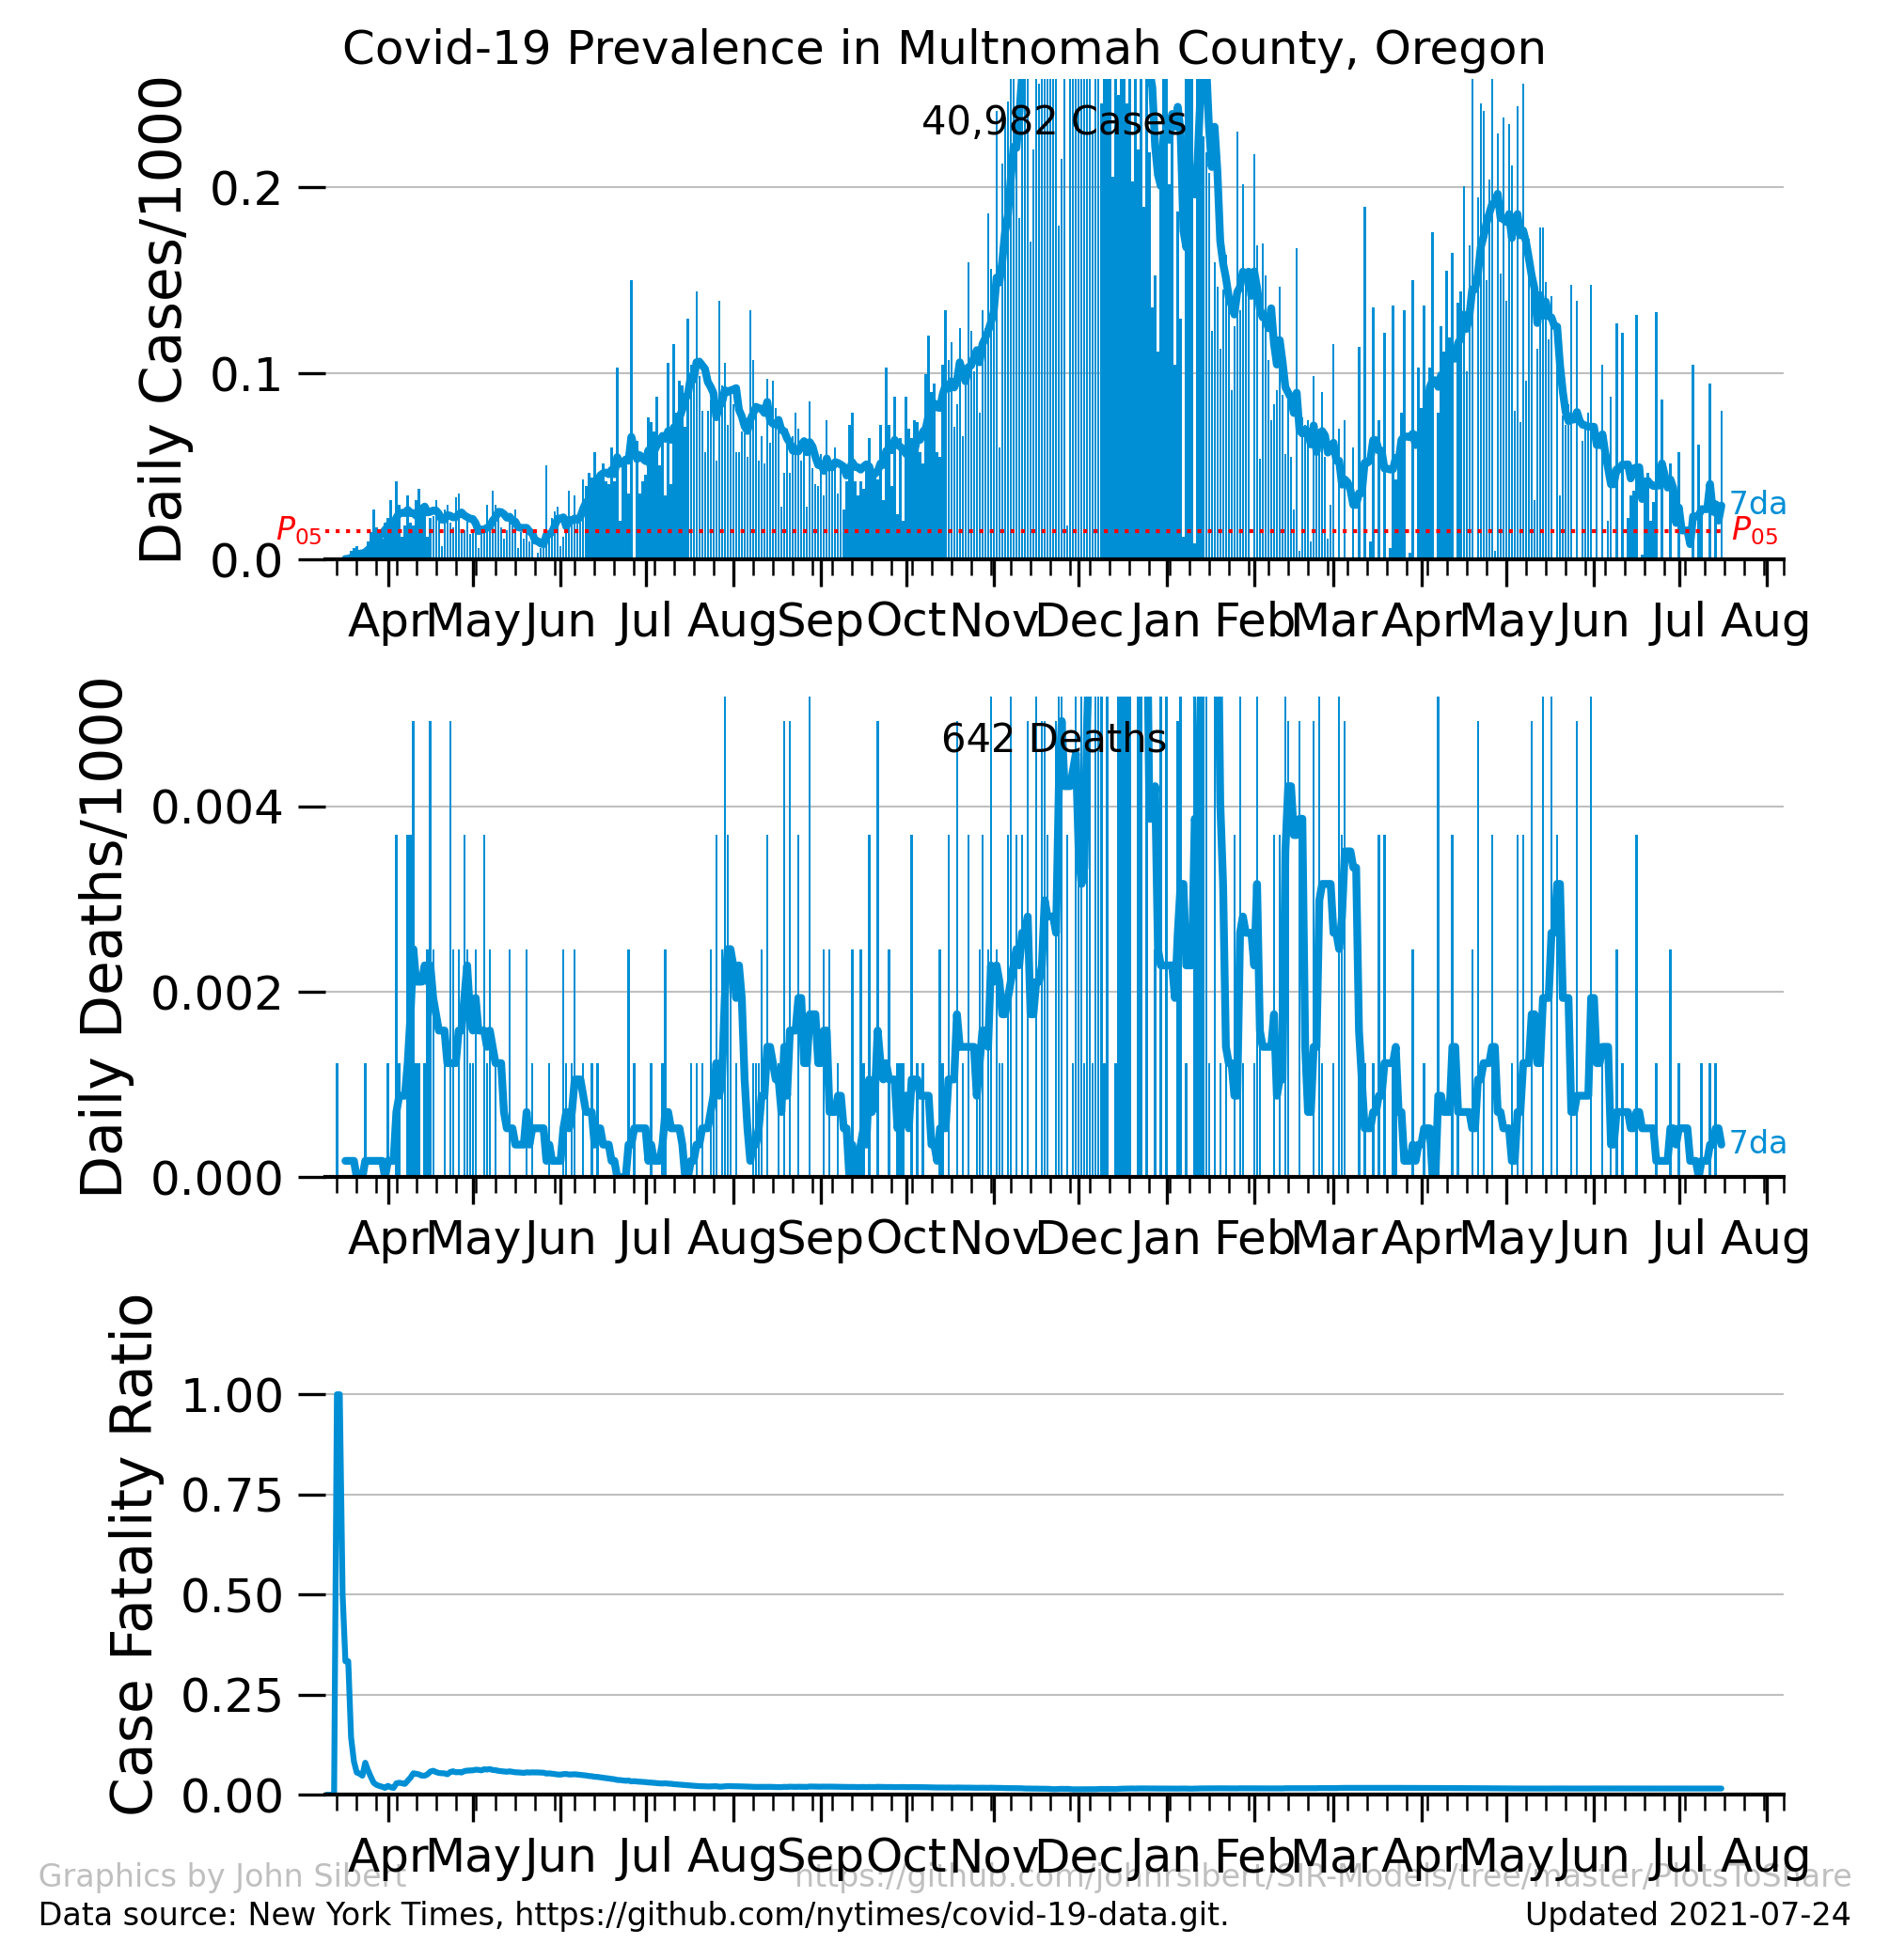 Covid-19 Prevalence in Multnomah County, Oregon
Daily Cases/1000
40,982 Cases
0.2
0.1
0.0
P05
7da
P05
Apr May Jun Jul Aug Sep Oct Nov Dec Jan Feb Mar Apr May Jun Jul Aug
Daily Deaths/1000
642 Deaths
0.004
0.002
0.000
7da
Apr May Jun Jul Aug Sep Oct Nov Dec Jan Feb Mar Apr May Jun Jul Aug
Case Fatality Ratio
1.00
0.75
0.50
0.25
0.00
Apr May Jun Jul Aug Sep Oct Nov Dec Jan Feb Mar Apr May Jun Jul Aug
Graphics by John Sibert https://github.com/johnrsibert/SIR-Models/tree/master/PlotsToShare
Data source: New York Times, https://github.com/nytimes/covid-19-data.git. Updated 2021-07-24